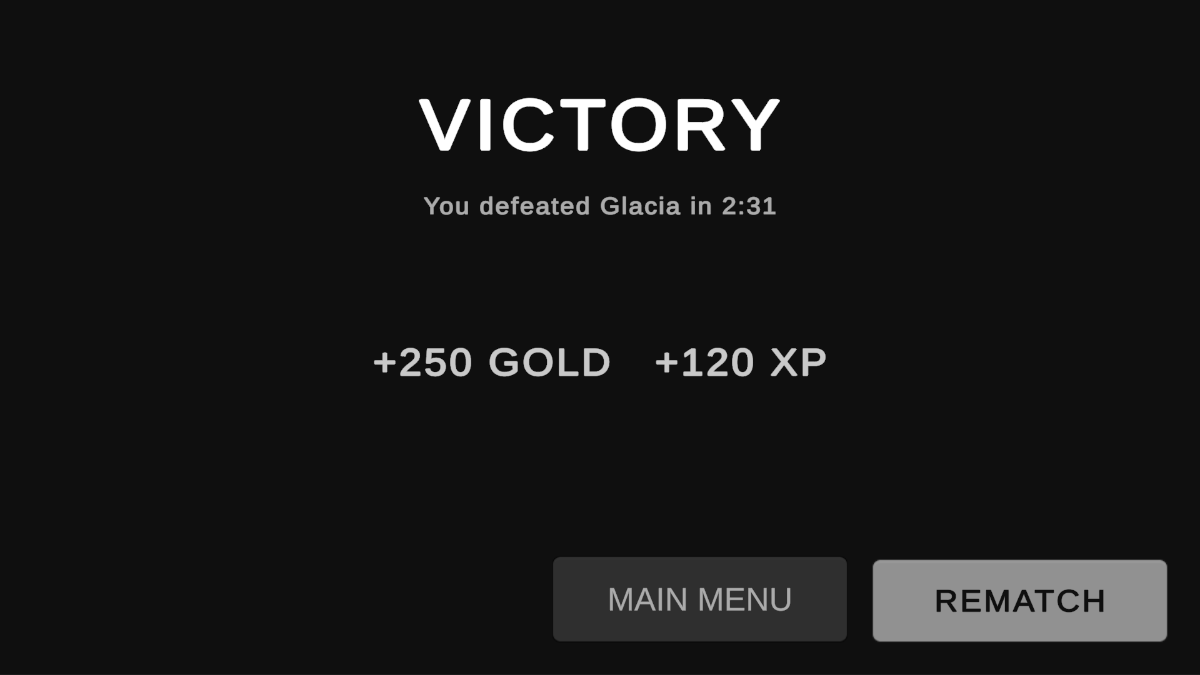 VICTORY
You defeated Glacia in 2:31
+250 GOLD +120 XP
MAIN MENU
REMATCH